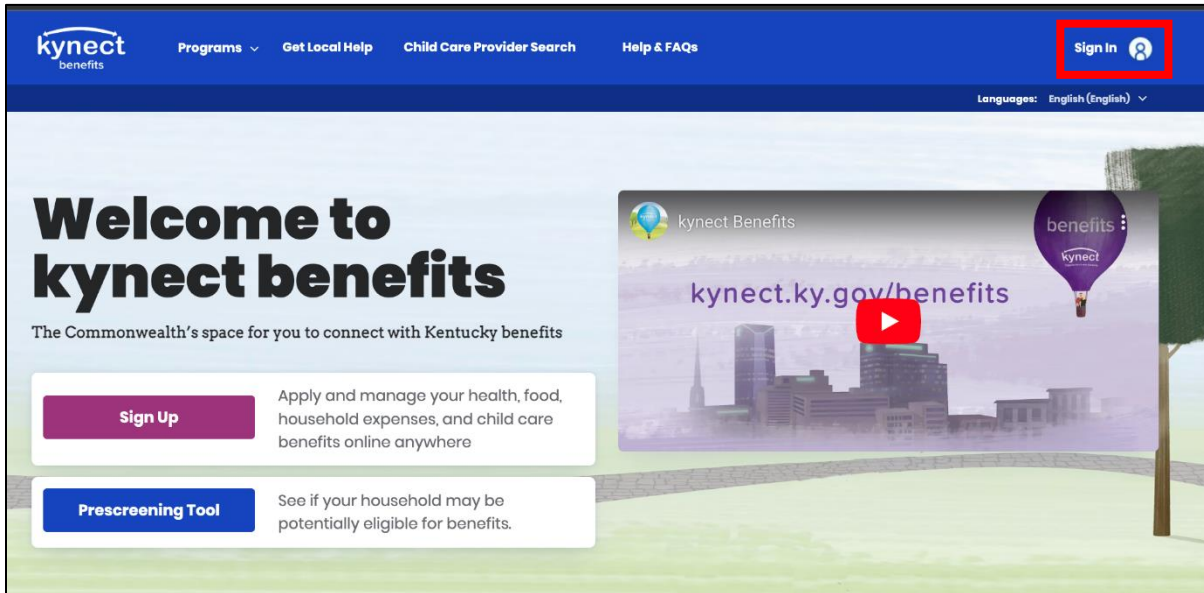 kynect
benefits
Programs
Get Local Help
Child Care Provider Search
Help & FAQs
Sign In
Languages: English (English)
Welcome to
kynect benefits
The Commonwealth's space for you to connect with Kentucky benefits
Sign Up
Apply and manage your health, food,
household expenses, and child care
benefits online anywhere
Prescreening Tool
See if your household may be
potentially eligible for benefits.
kynect Benefits
benefits
kynect
kynect.ky.gov/benefits